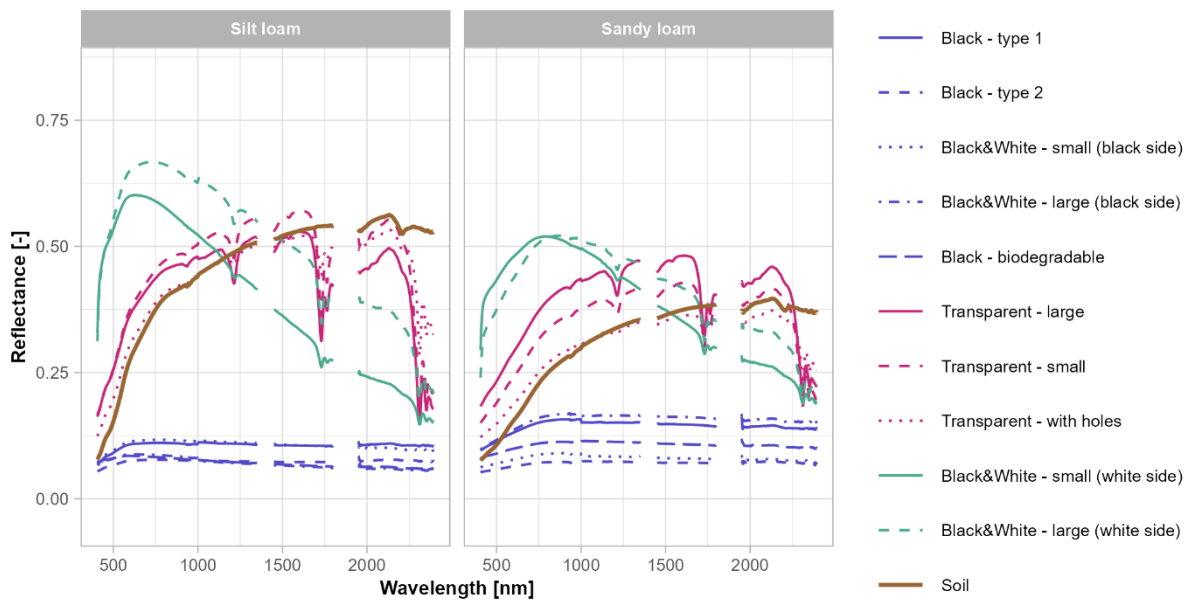 Silt loam
Sandy loam
Reflectance [-]
0.75
0.50
0.25
0.00
500
1000
1500
2000
500
1000
1500
2000
Wavelength [nm]
Black - type 1
Black - type 2
Black&White - small (black side)
Black&White - large (black side)
Black - biodegradable
Transparent - large
Transparent - small
Transparent - with holes
Black&White - small (white side)
Black&White - large (white side)
Soil